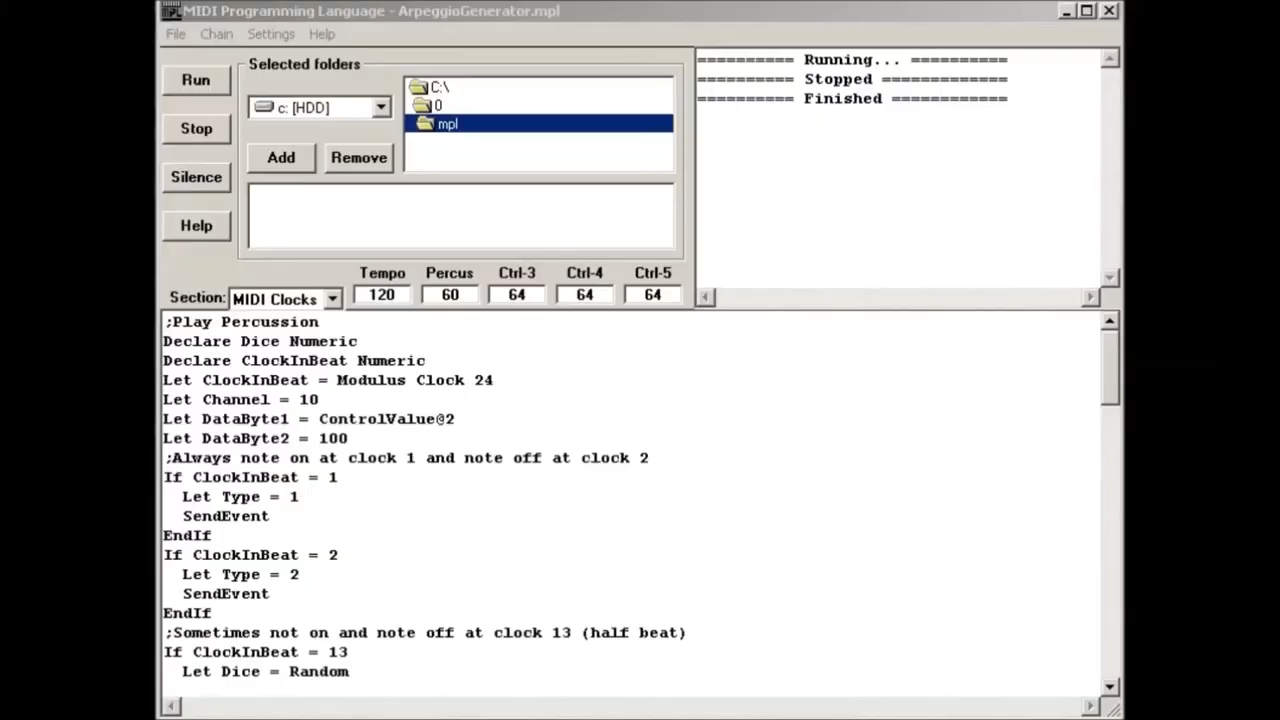 MPL MIDI Programming Language - ArpeggioGenerator.mpl
File Chain Settings Help
Run
Stop
Silence
Help
Selected folders
c: [HDD]
Add Remove
C:\
0
mpl
Tempo Percus Ctrl-3 Ctrl-4 Ctrl-5
Section: MIDI Clocks 120 60 64 64 64
========== Running... ==========
========== Stopped ============
========== Finished ============
;Play Percussion
Declare Dice Numeric
Declare ClockInBeat Numeric
Let ClockInBeat = Modulus Clock 24
Let Channel = 10
Let DataByte1 = ControlValue@2
Let DataByte2 = 100
;Always note on at clock 1 and note off at clock 2
If ClockInBeat = 1
  Let Type = 1
  SendEvent
EndIf
If ClockInBeat = 2
  Let Type = 2
  SendEvent
EndIf
;Sometimes not on and note off at clock 13 (half beat)
If ClockInBeat = 13
  Let Dice = Random